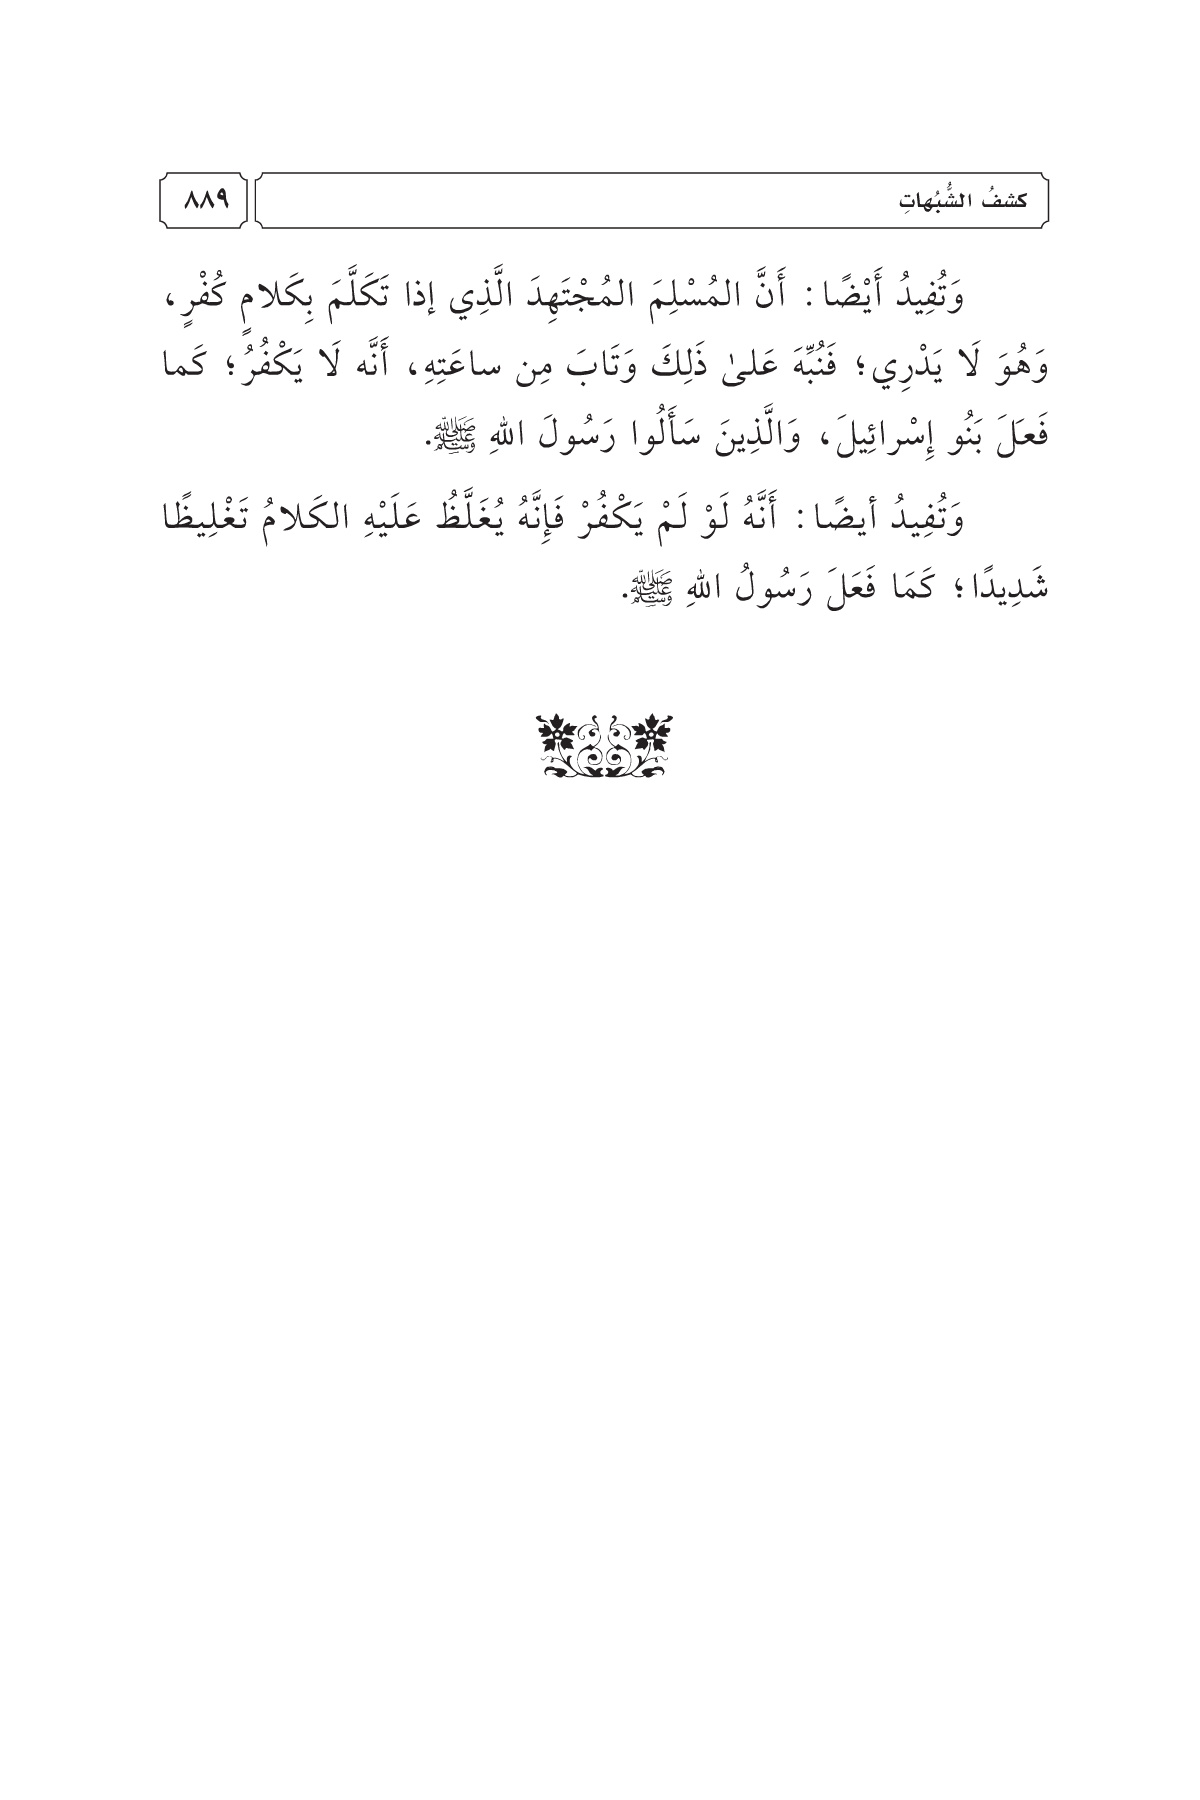 كشفُ الشُّبُهاتِ ٨٨٩
وَتُفِيدُ أَيْضًا: أَنَّ المُسْلِمَ المُجْتَهِدَ الَّذِي إذا تَكَلَّمَ بِكَلامٍ كُفْرٍ،
وَهُوَ لَا يَدْرِي؛ فَنُبِّهَ عَلىٰ ذَلِكَ وَتَابَ مِن ساعَتِهِ، أَنَّه لَا يَكْفُرُ؛ كَما
فَعَلَ بَنُو إِسْرائِيلَ، وَالَّذِينَ سَأَلُوا رَسُولَ اللهِ ﷺ.
وَتُفِيدُ أيضًا: أَنَّهُ لَوْ لَمْ يَكْفُرْ فَإِنَّهُ يُغَلَّظُ عَلَيْهِ الكَلامُ تَغْلِيظًا
شَدِيدًا؛ كَمَا فَعَلَ رَسُولُ اللهِ ﷺ.